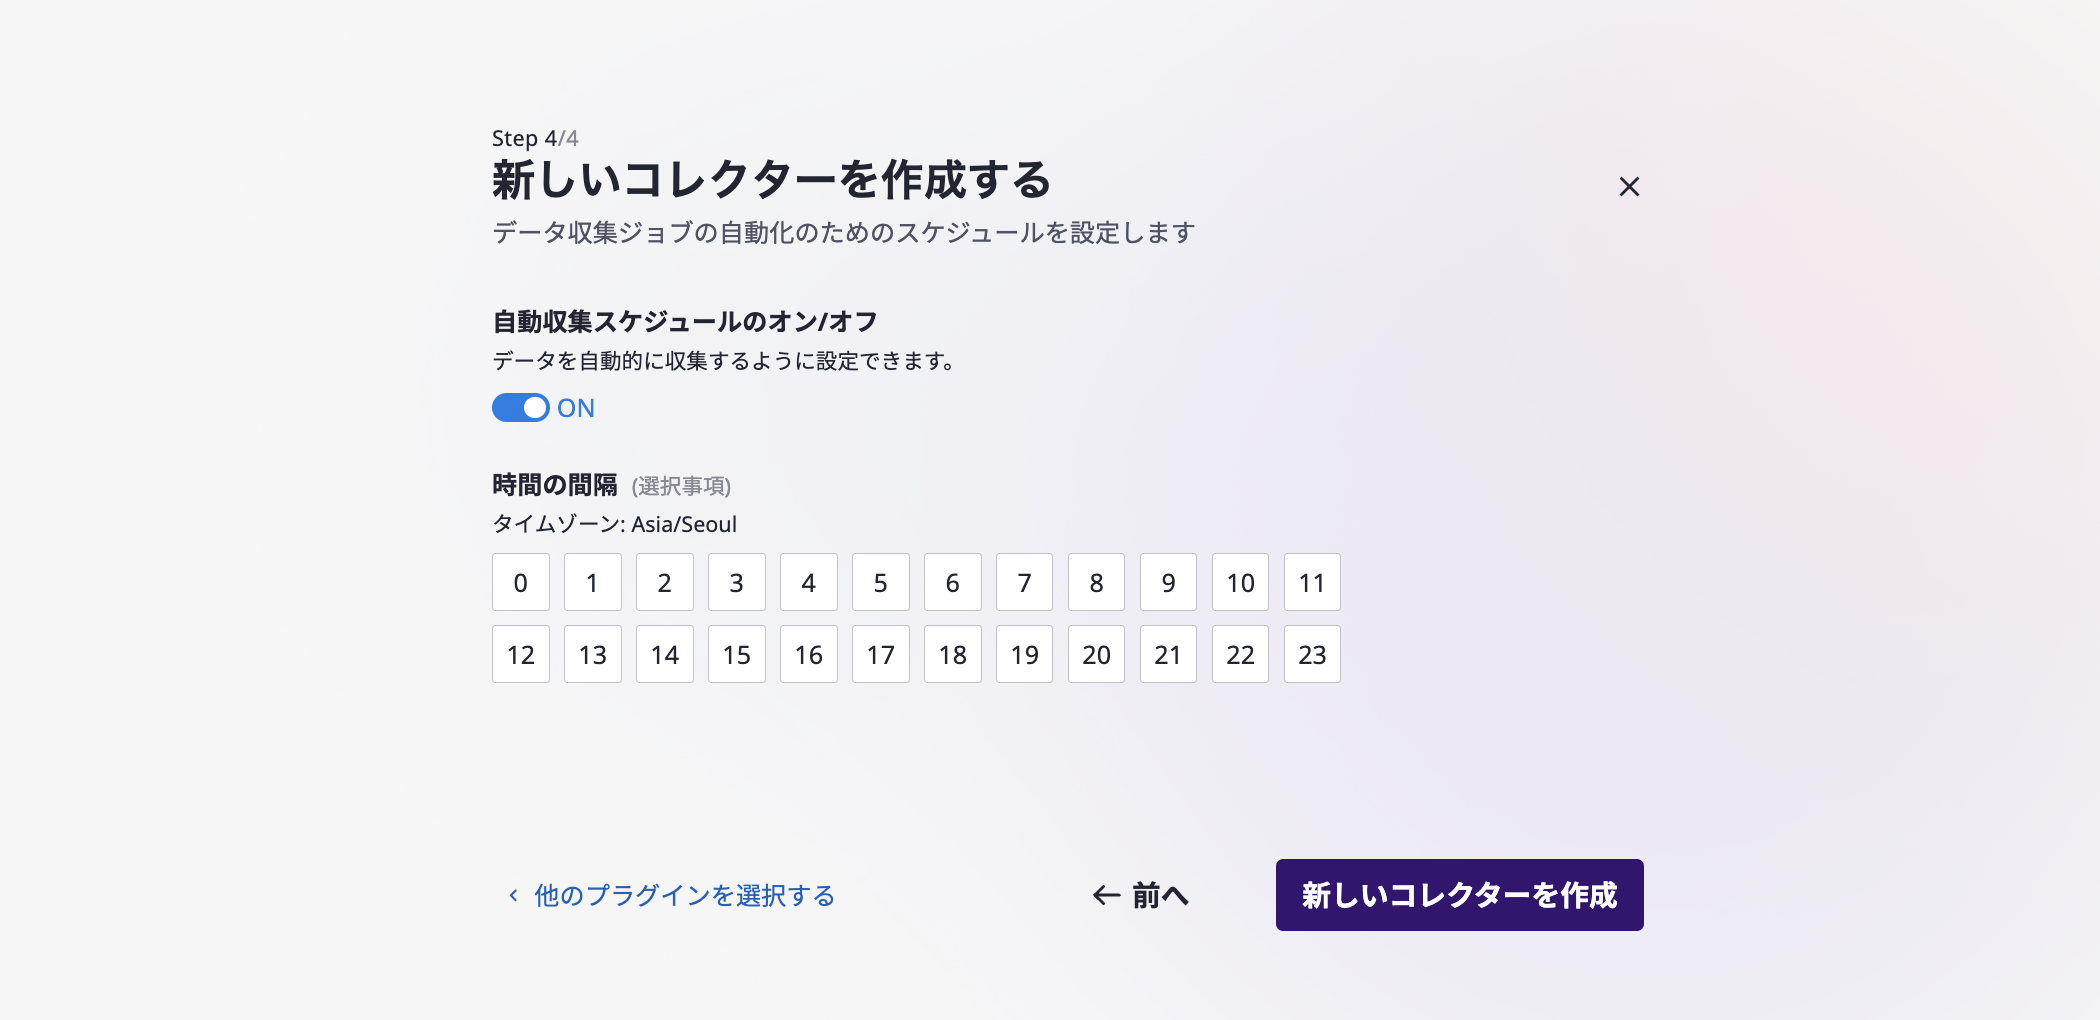 Step 4/4
新しいコレクターを作成する
データ収集ジョブの自動化のためのスケジュールを設定します
自動収集スケジュールのオン/オフ
データを自動的に収集するように設定できます。
ON
時間の間隔 (選択事項)
タイムゾーン: Asia/Seoul
0 1 2 3 4 5 6 7 8 9 10 11
12 13 14 15 16 17 18 19 20 21 22 23
他のプラグインを選択する 前へ 新しいコレクターを作成